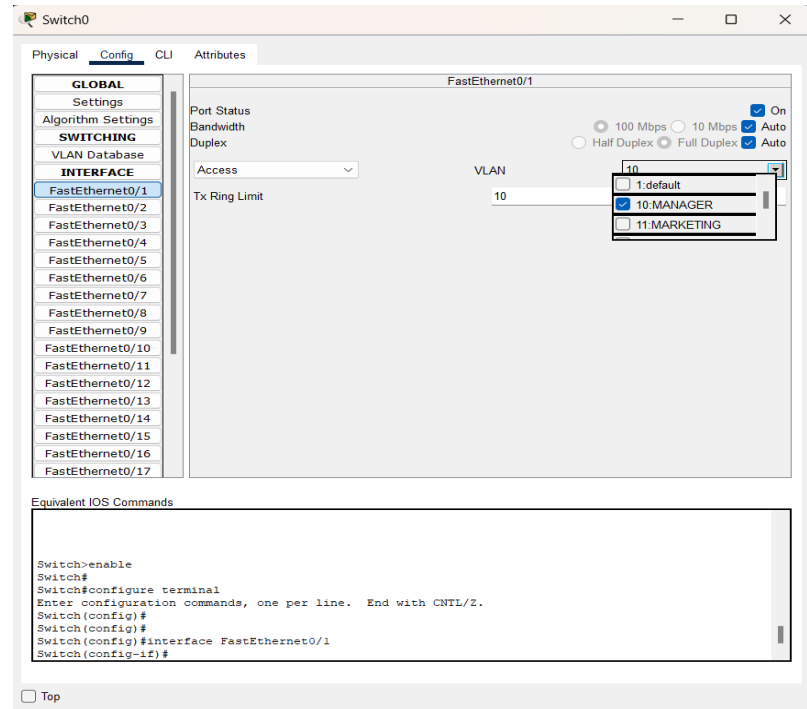 Switch0
Physical Config CLI Attributes
GLOBAL
Settings
Algorithm Settings
SWITCHING
VLAN Database
INTERFACE
FastEthernet0/1
FastEthernet0/2
FastEthernet0/3
FastEthernet0/4
FastEthernet0/5
FastEthernet0/6
FastEthernet0/7
FastEthernet0/8
FastEthernet0/9
FastEthernet0/10
FastEthernet0/11
FastEthernet0/12
FastEthernet0/13
FastEthernet0/14
FastEthernet0/15
FastEthernet0/16
FastEthernet0/17
FastEthernet0/1
Port Status On
Bandwidth 100 Mbps 10 Mbps Auto
Duplex Half Duplex Full Duplex Auto
Access VLAN 10
1:default
10:MANAGER
11:MARKETING
Tx Ring Limit 10
Equivalent IOS Commands
Switch>enable
Switch#
Switch#configure terminal
Enter configuration commands, one per line. End with CNTL/Z.
Switch(config)#
Switch(config)#
Switch(config)#interface FastEthernet0/1
Switch(config-if)#
Top